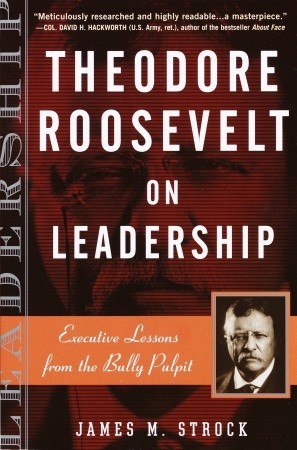 "Meticulously researched and highly readable...a masterpiece."
—COL. DAVID H. HACKWORTH (U.S. Army, ret.), author of the bestseller About Face
THEODORE
ROOSEVELT
ON
LEADERSHIP
Executive Lessons
from the Bully Pulpit
JAMES M. STROCK
LEADERSHIP